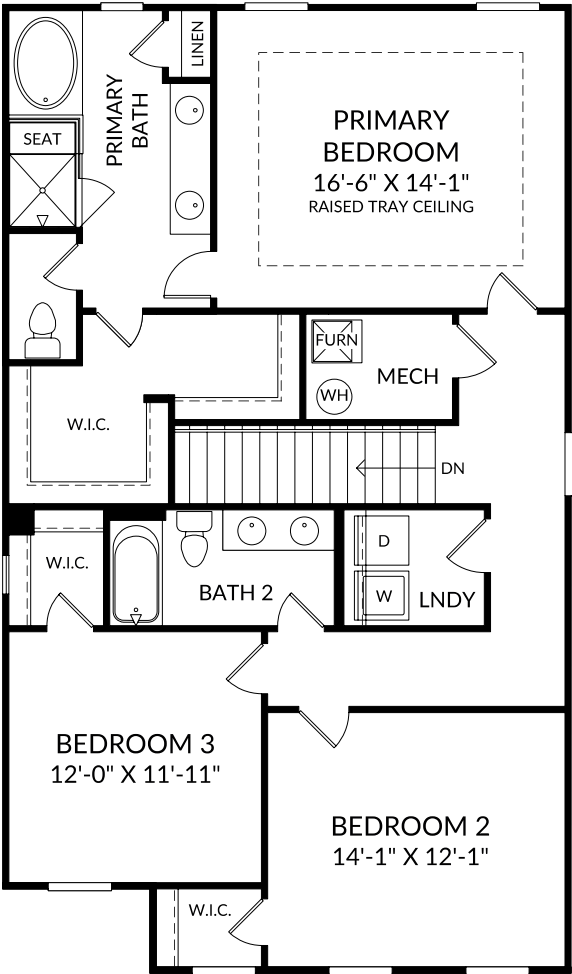 LINEN
PRIMARY
BATH
SEAT
PRIMARY
BEDROOM
16'-6" X 14'-1"
RAISED TRAY CEILING
FURN
MECH
WH
W.I.C.
DN
W.I.C.
BATH 2
D
W
LNDY
BEDROOM 3
12'-0" X 11'-11"
BEDROOM 2
14'-1" X 12'-1"
W.I.C.